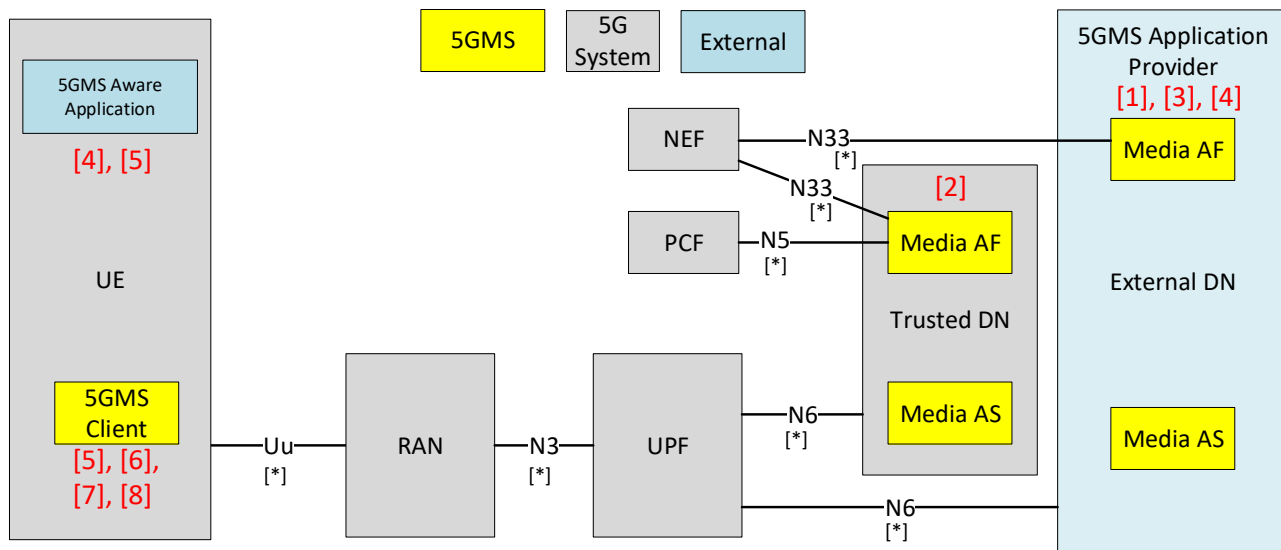 5GMS
5G
System
External
5GMS Aware
Application
[4], [5]
UE
5GMS
Client
[5], [6],
[7], [8]
Uu
[*]
RAN
N3
[*]
UPF
NEF
N33
[*]
N33
[*]
PCF
N5
[*]
[2]
Media AF
Trusted DN
Media AS
N6
[*]
N6
[*]
5GMS Application
Provider
[1], [3], [4]
Media AF
External DN
Media AS